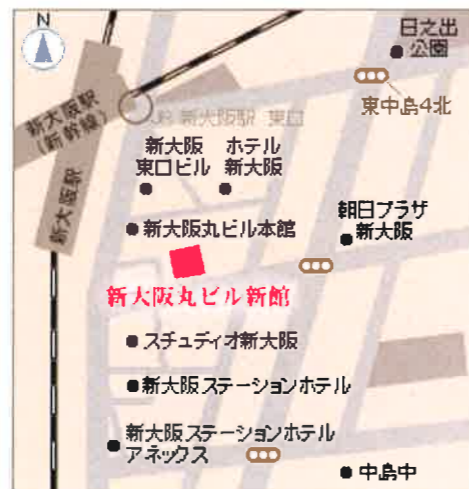 N
日之出
公園
東中島4北
新大阪駅
(新幹線)
JR 新大阪駅 東口
新大阪
東口ビル
ホテル
新大阪
新大阪駅
朝日プラザ
新大阪
新大阪丸ビル本館
新大阪丸ビル新館
スチュディオ新大阪
新大阪ステーションホテル
新大阪ステーションホテル
アネックス
中島中